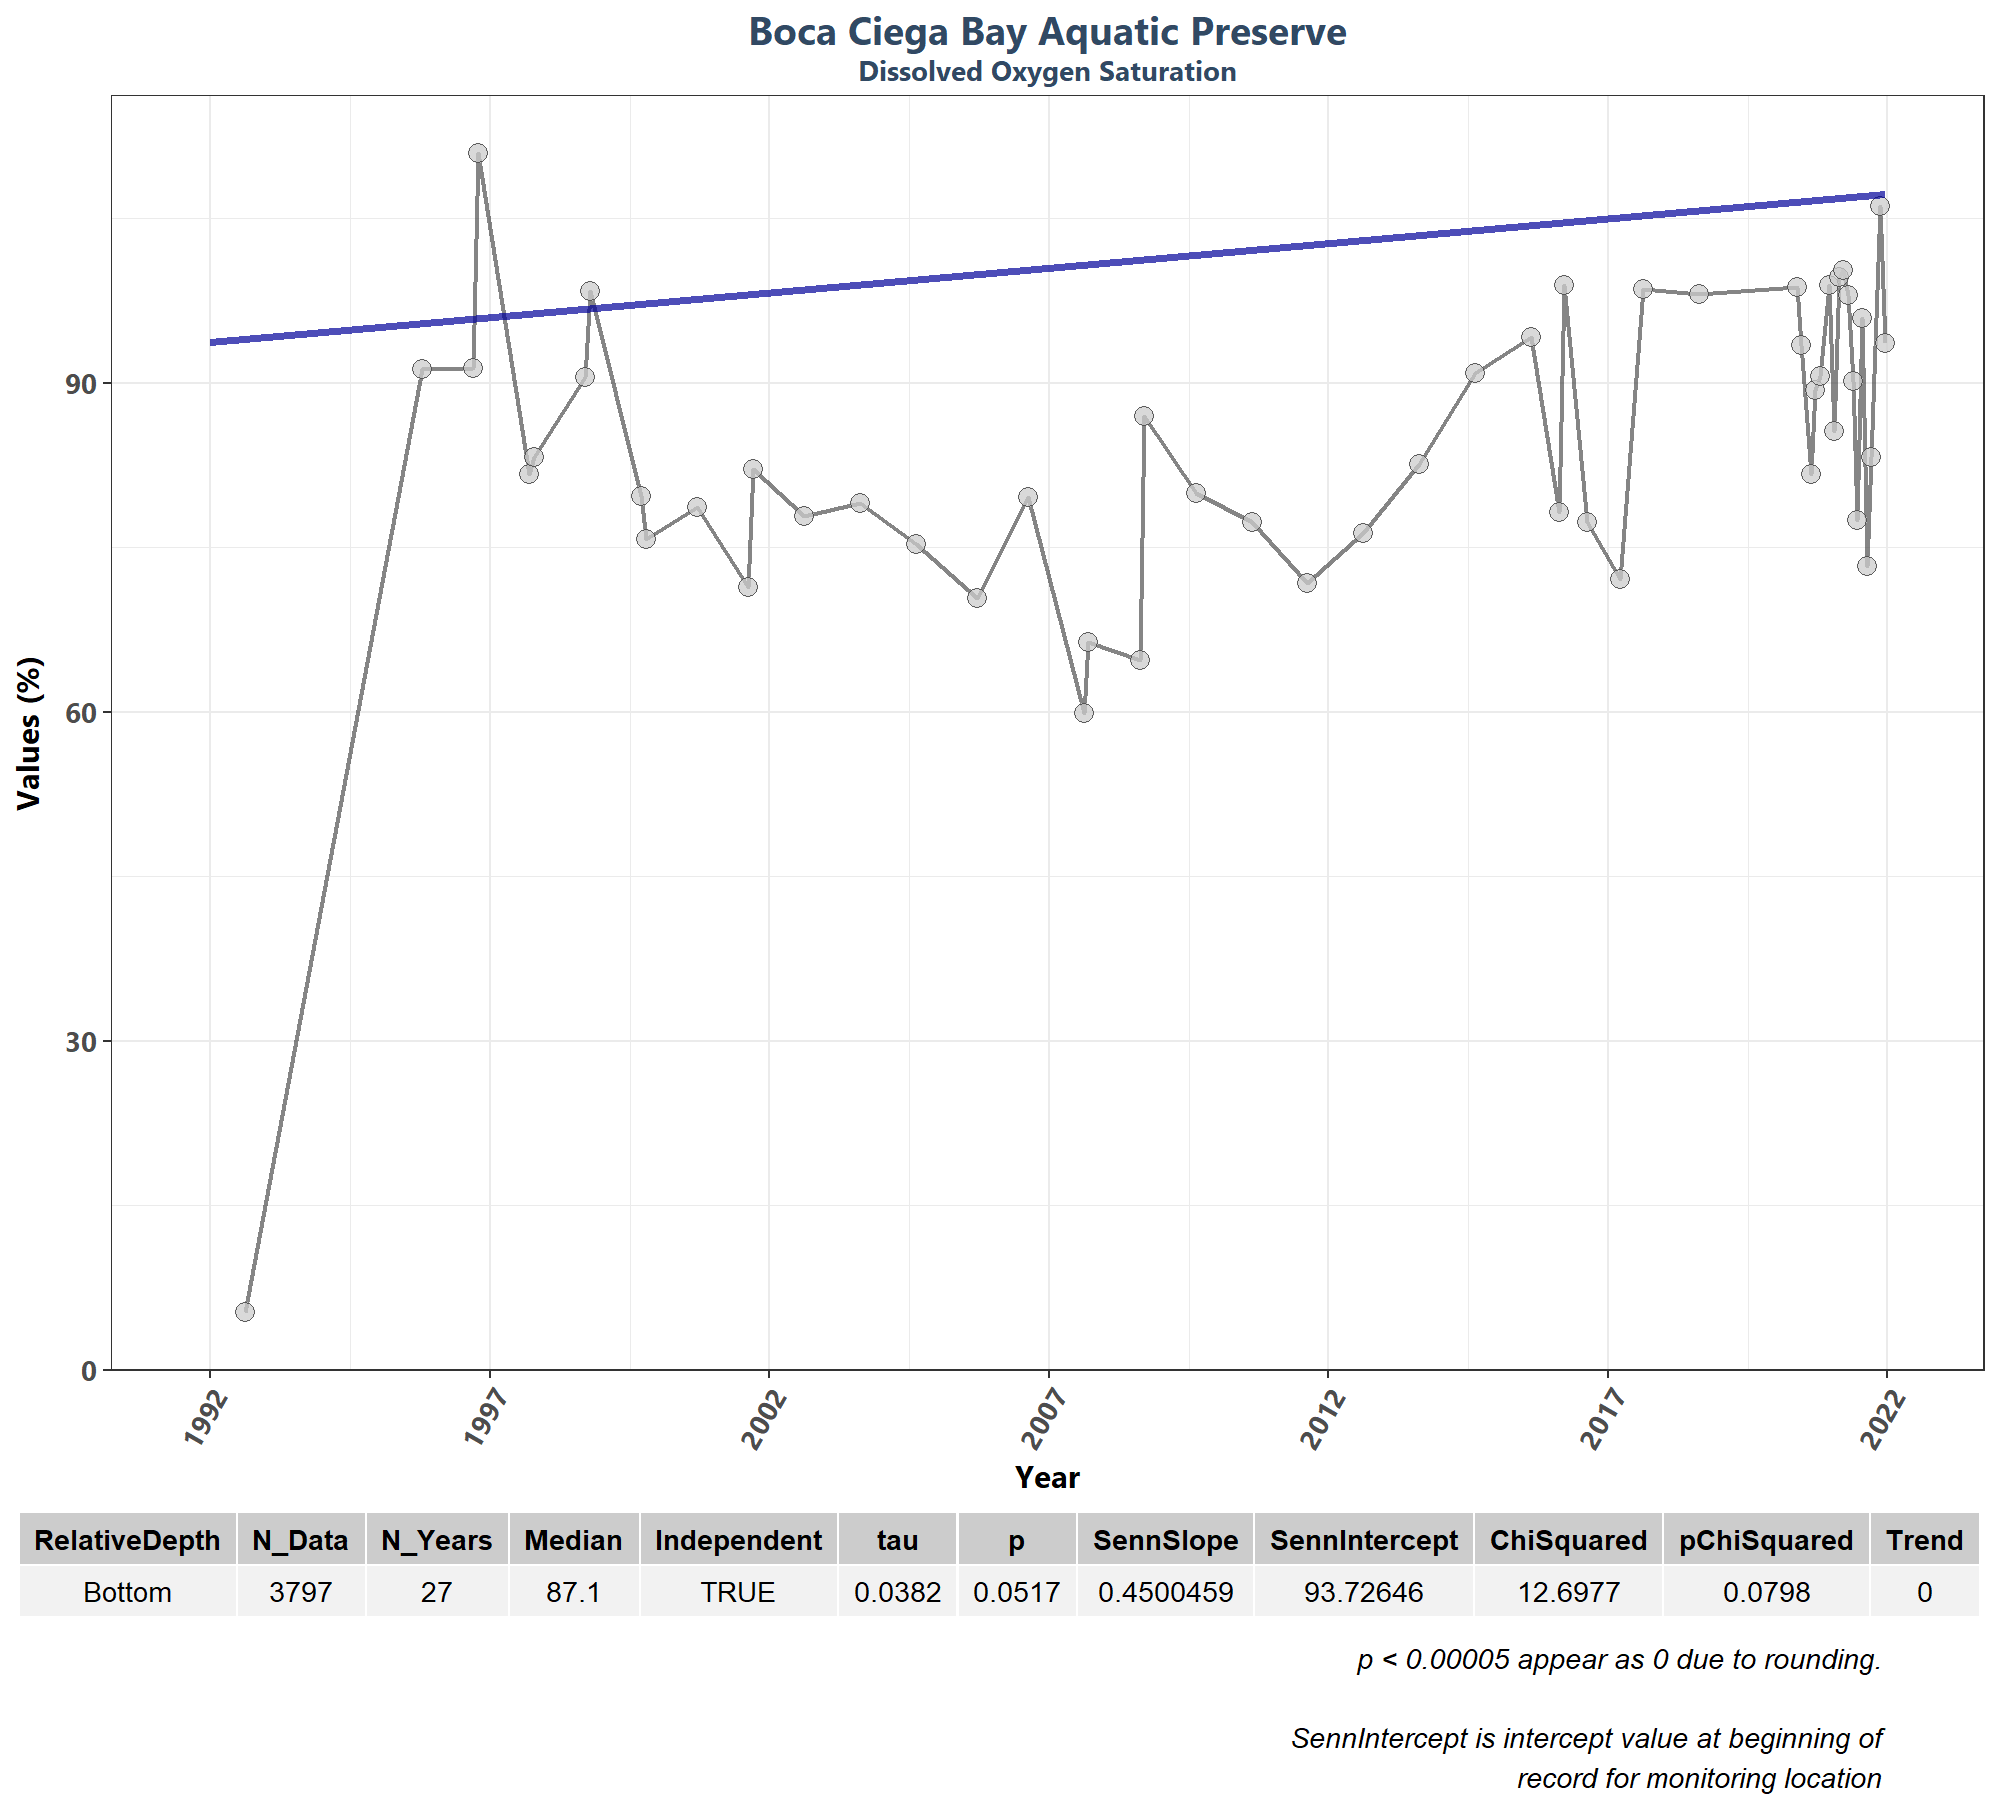 Boca Ciega Bay Aquatic Preserve
Dissolved Oxygen Saturation
Values (%)
90
60
30
0
1992 1997 2002 2007 2012 2017 2022
Year
RelativeDepth N_Data N_Years Median Independent tau p SennSlope SennIntercept ChiSquared pChiSquared Trend
Bottom 3797 27 87.1 TRUE 0.0382 0.0517 0.4500459 93.72646 12.6977 0.0798 0
p < 0.00005 appear as 0 due to rounding.
SennIntercept is intercept value at beginning of
record for monitoring location